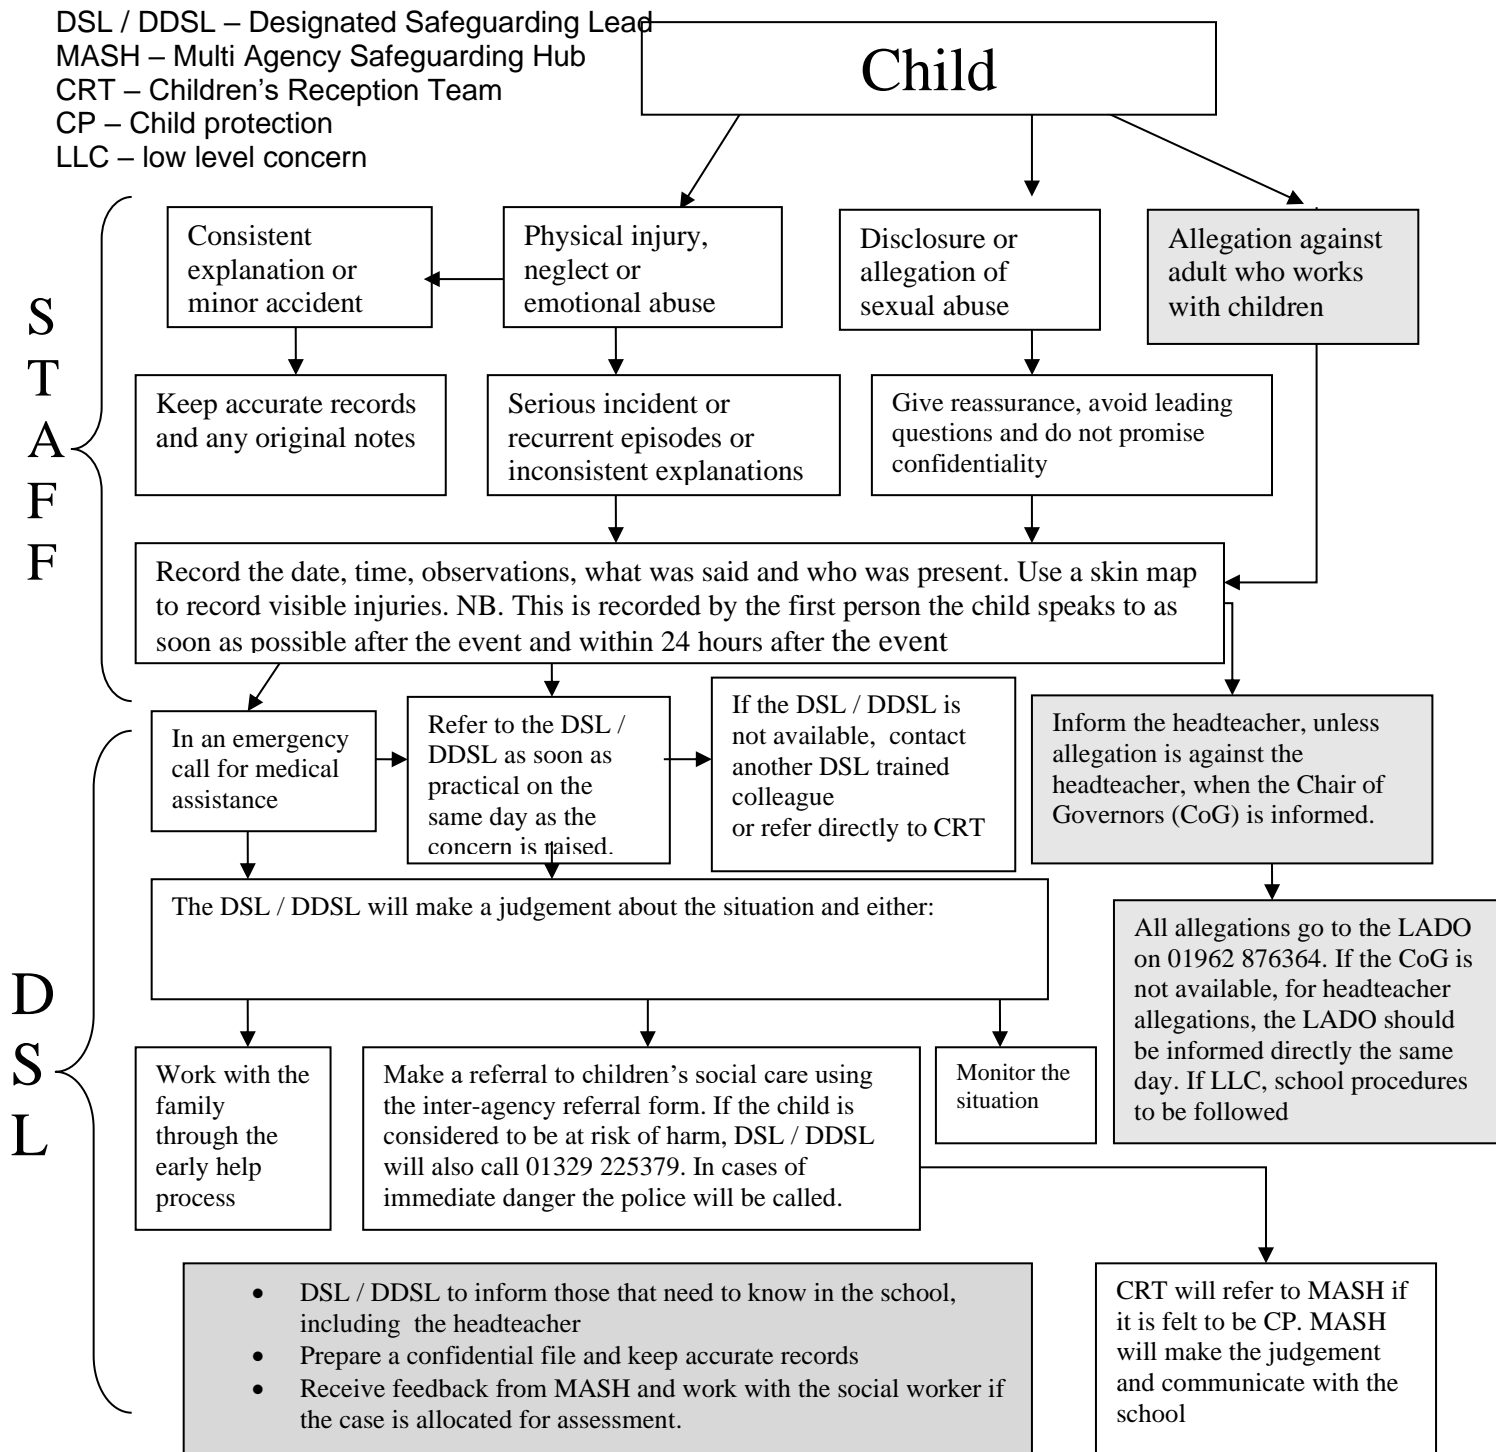 DSL / DDSL – Designated Safeguarding Lead
MASH – Multi Agency Safeguarding Hub
CRT – Children's Reception Team
CP – Child protection
LLC – low level concern
Child
S
T
A
F
F
Consistent
explanation or
minor accident
Physical injury,
neglect or
emotional abuse
Disclosure or
allegation of
sexual abuse
Allegation against
adult who works
with children
Keep accurate records
and any original notes
Serious incident or
recurrent episodes or
inconsistent explanations
Give reassurance, avoid leading
questions and do not promise
confidentiality
Record the date, time, observations, what was said and who was present. Use a skin map
to record visible injuries. NB. This is recorded by the first person the child speaks to as
soon as possible after the event and within 24 hours after the event
D
S
L
In an emergency
call for medical
assistance
Refer to the DSL /
DDSL as soon as
practical on the
same day as the
concern is raised.
If the DSL / DDSL is
not available, contact
another DSL trained
colleague
or refer directly to CRT
Inform the headteacher, unless
allegation is against the
headteacher, when the Chair of
Governors (CoG) is informed.
The DSL / DDSL will make a judgement about the situation and either:
All allegations go to the LADO
on 01962 876364. If the CoG is
not available, for headteacher
allegations, the LADO should
be informed directly the same
day. If LLC, school procedures
to be followed
Work with the
family
through the
early help
process
Make a referral to children's social care using
the inter-agency referral form. If the child is
considered to be at risk of harm, DSL / DDSL
will also call 01329 225379. In cases of
immediate danger the police will be called.
Monitor the
situation
• DSL / DDSL to inform those that need to know in the school,
including the headteacher
• Prepare a confidential file and keep accurate records
• Receive feedback from MASH and work with the social worker if
the case is allocated for assessment.
CRT will refer to MASH if
it is felt to be CP. MASH
will make the judgement
and communicate with the
school